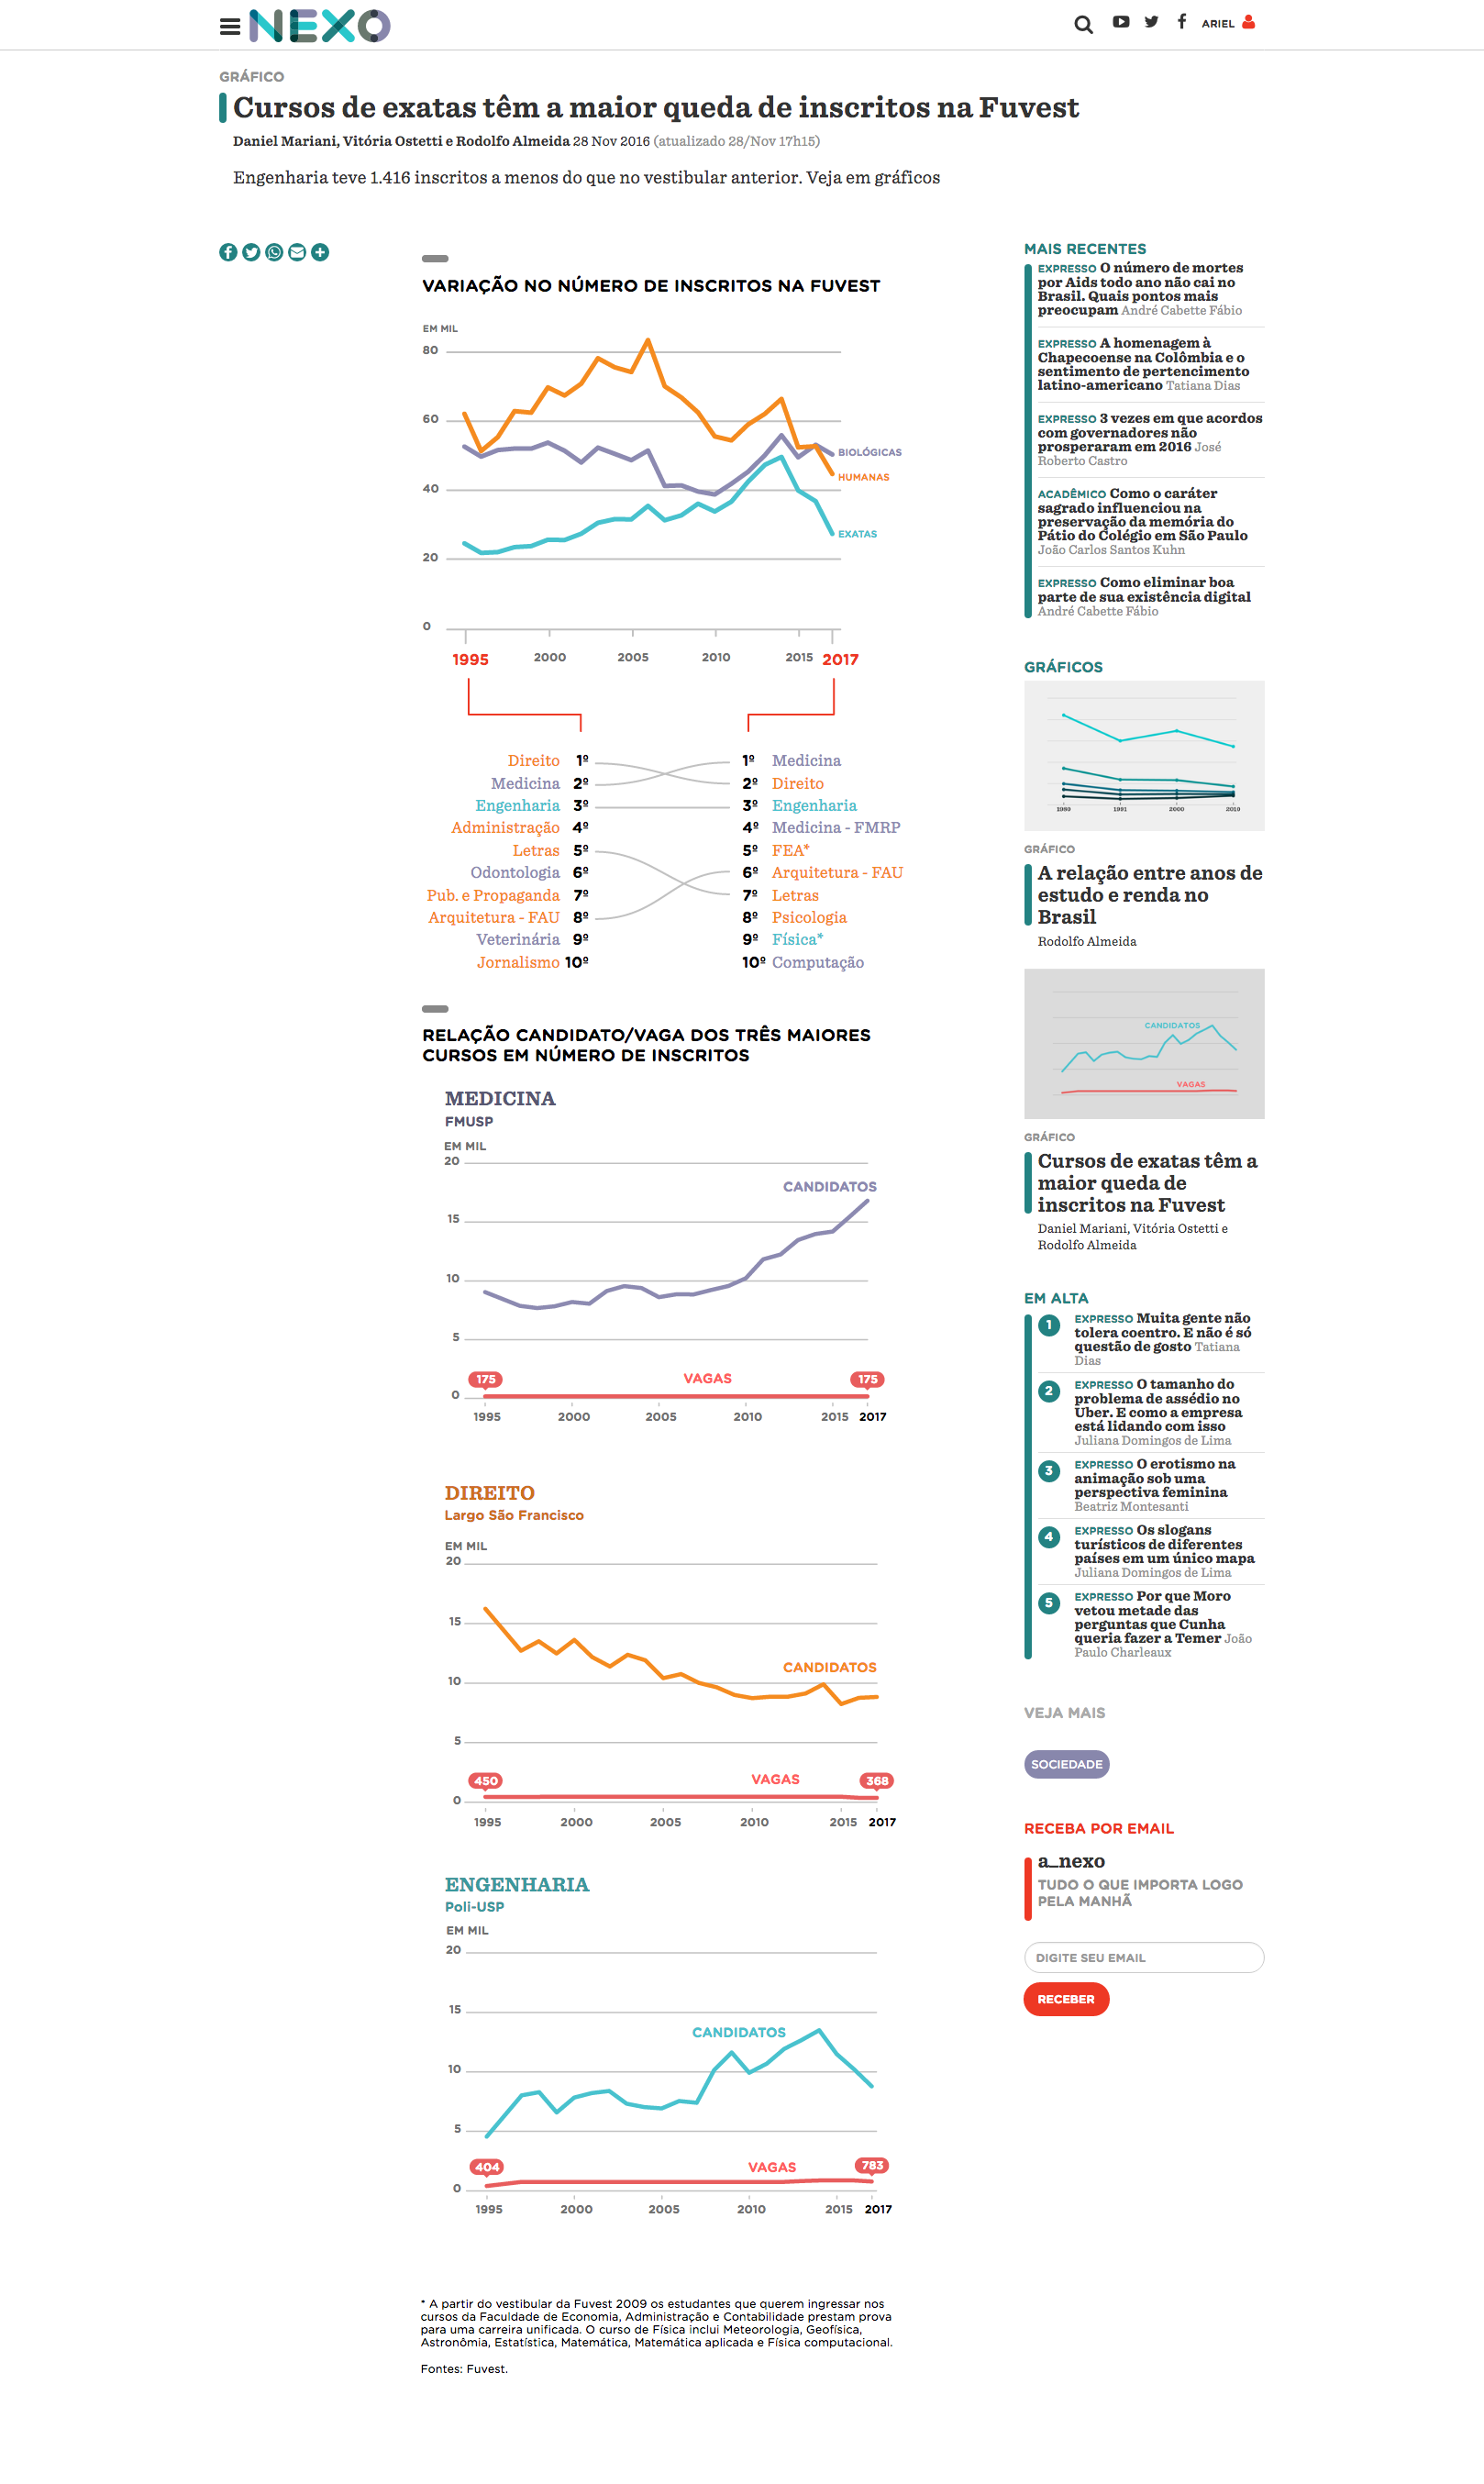 NEXO
ARIEL
GRÁFICO
Cursos de exatas têm a maior queda de inscritos na Fuvest
Daniel Mariani, Vitória Ostetti e Rodolfo Almeida 28 Nov 2016 (atualizado 28/Nov 17h15)
Engenharia teve 1.416 inscritos a menos do que no vestibular anterior. Veja em gráficos
VARIAÇÃO NO NÚMERO DE INSCRITOS NA FUVEST
EM MIL
80
60
BIOLÓGICAS
HUMANAS
40
EXATAS
20
0
1995 2000 2005 2010 2015 2017
Direito 1º 1º Medicina
Medicina 2º 2º Direito
Engenharia 3º 3º Engenharia
Administração 4º 4º Medicina - FMRP
Letras 5º 5º FEA*
Odontologia 6º 6º Arquitetura - FAU
Pub. e Propaganda 7º 7º Letras
Arquitetura - FAU 8º 8º Psicologia
Veterinária 9º 9º Física*
Jornalismo 10º 10º Computação
RELAÇÃO CANDIDATO/VAGA DOS TRÊS MAIORES
CURSOS EM NÚMERO DE INSCRITOS
MEDICINA
FMUSP
EM MIL
20
CANDIDATOS
15
10
5
175 VAGAS 175
0
1995 2000 2005 2010 2015 2017
DIREITO
Largo São Francisco
EM MIL
20
15
CANDIDATOS
10
5
450 VAGAS 368
0
1995 2000 2005 2010 2015 2017
ENGENHARIA
Poli-USP
EM MIL
20
15
CANDIDATOS
10
5
404 VAGAS 783
0
1995 2000 2005 2010 2015 2017
* A partir do vestibular da Fuvest 2009 os estudantes que querem ingressar nos
cursos da Faculdade de Economia, Administração e Contabilidade prestam prova
para uma carreira unificada. O curso de Física inclui Meteorologia, Geofísica,
Astronômia, Estatística, Matemática, Matemática aplicada e Física computacional.
Fontes: Fuvest.
MAIS RECENTES
EXPRESSO O número de mortes
por Aids todo ano não cai no
Brasil. Quais pontos mais
preocupam André Cabette Fábio
EXPRESSO A homenagem à
Chapecoense na Colômbia e o
sentimento de pertencimento
latino-americano Tatiana Dias
EXPRESSO 3 vezes em que acordos
com governadores não
prosperaram em 2016 José
Roberto Castro
ACADÊMICO Como o caráter
sagrado influenciou na
preservação da memória do
Pátio do Colégio em São Paulo
João Carlos Santos Kuhn
EXPRESSO Como eliminar boa
parte de sua existência digital
André Cabette Fábio
GRÁFICOS
1980 1991 2000 2010
GRÁFICO
A relação entre anos de
estudo e renda no
Brasil
Rodolfo Almeida
CANDIDATOS
VAGAS
GRÁFICO
Cursos de exatas têm a
maior queda de
inscritos na Fuvest
Daniel Mariani, Vitória Ostetti e
Rodolfo Almeida
EM ALTA
1 EXPRESSO Muita gente não
tolera coentro. E não é só
questão de gosto Tatiana
Dias
2 EXPRESSO O tamanho do
problema de assédio no
Uber. E como a empresa
está lidando com isso
Juliana Domingos de Lima
3 EXPRESSO O erotismo na
animação sob uma
perspectiva feminina
Beatriz Montesanti
4 EXPRESSO Os slogans
turísticos de diferentes
países em um único mapa
Juliana Domingos de Lima
5 EXPRESSO Por que Moro
vetou metade das
perguntas que Cunha
queria fazer a Temer João
Paulo Charleaux
VEJA MAIS
SOCIEDADE
RECEBA POR EMAIL
a_nexo
TUDO O QUE IMPORTA LOGO
PELA MANHÃ
DIGITE SEU EMAIL
RECEBER